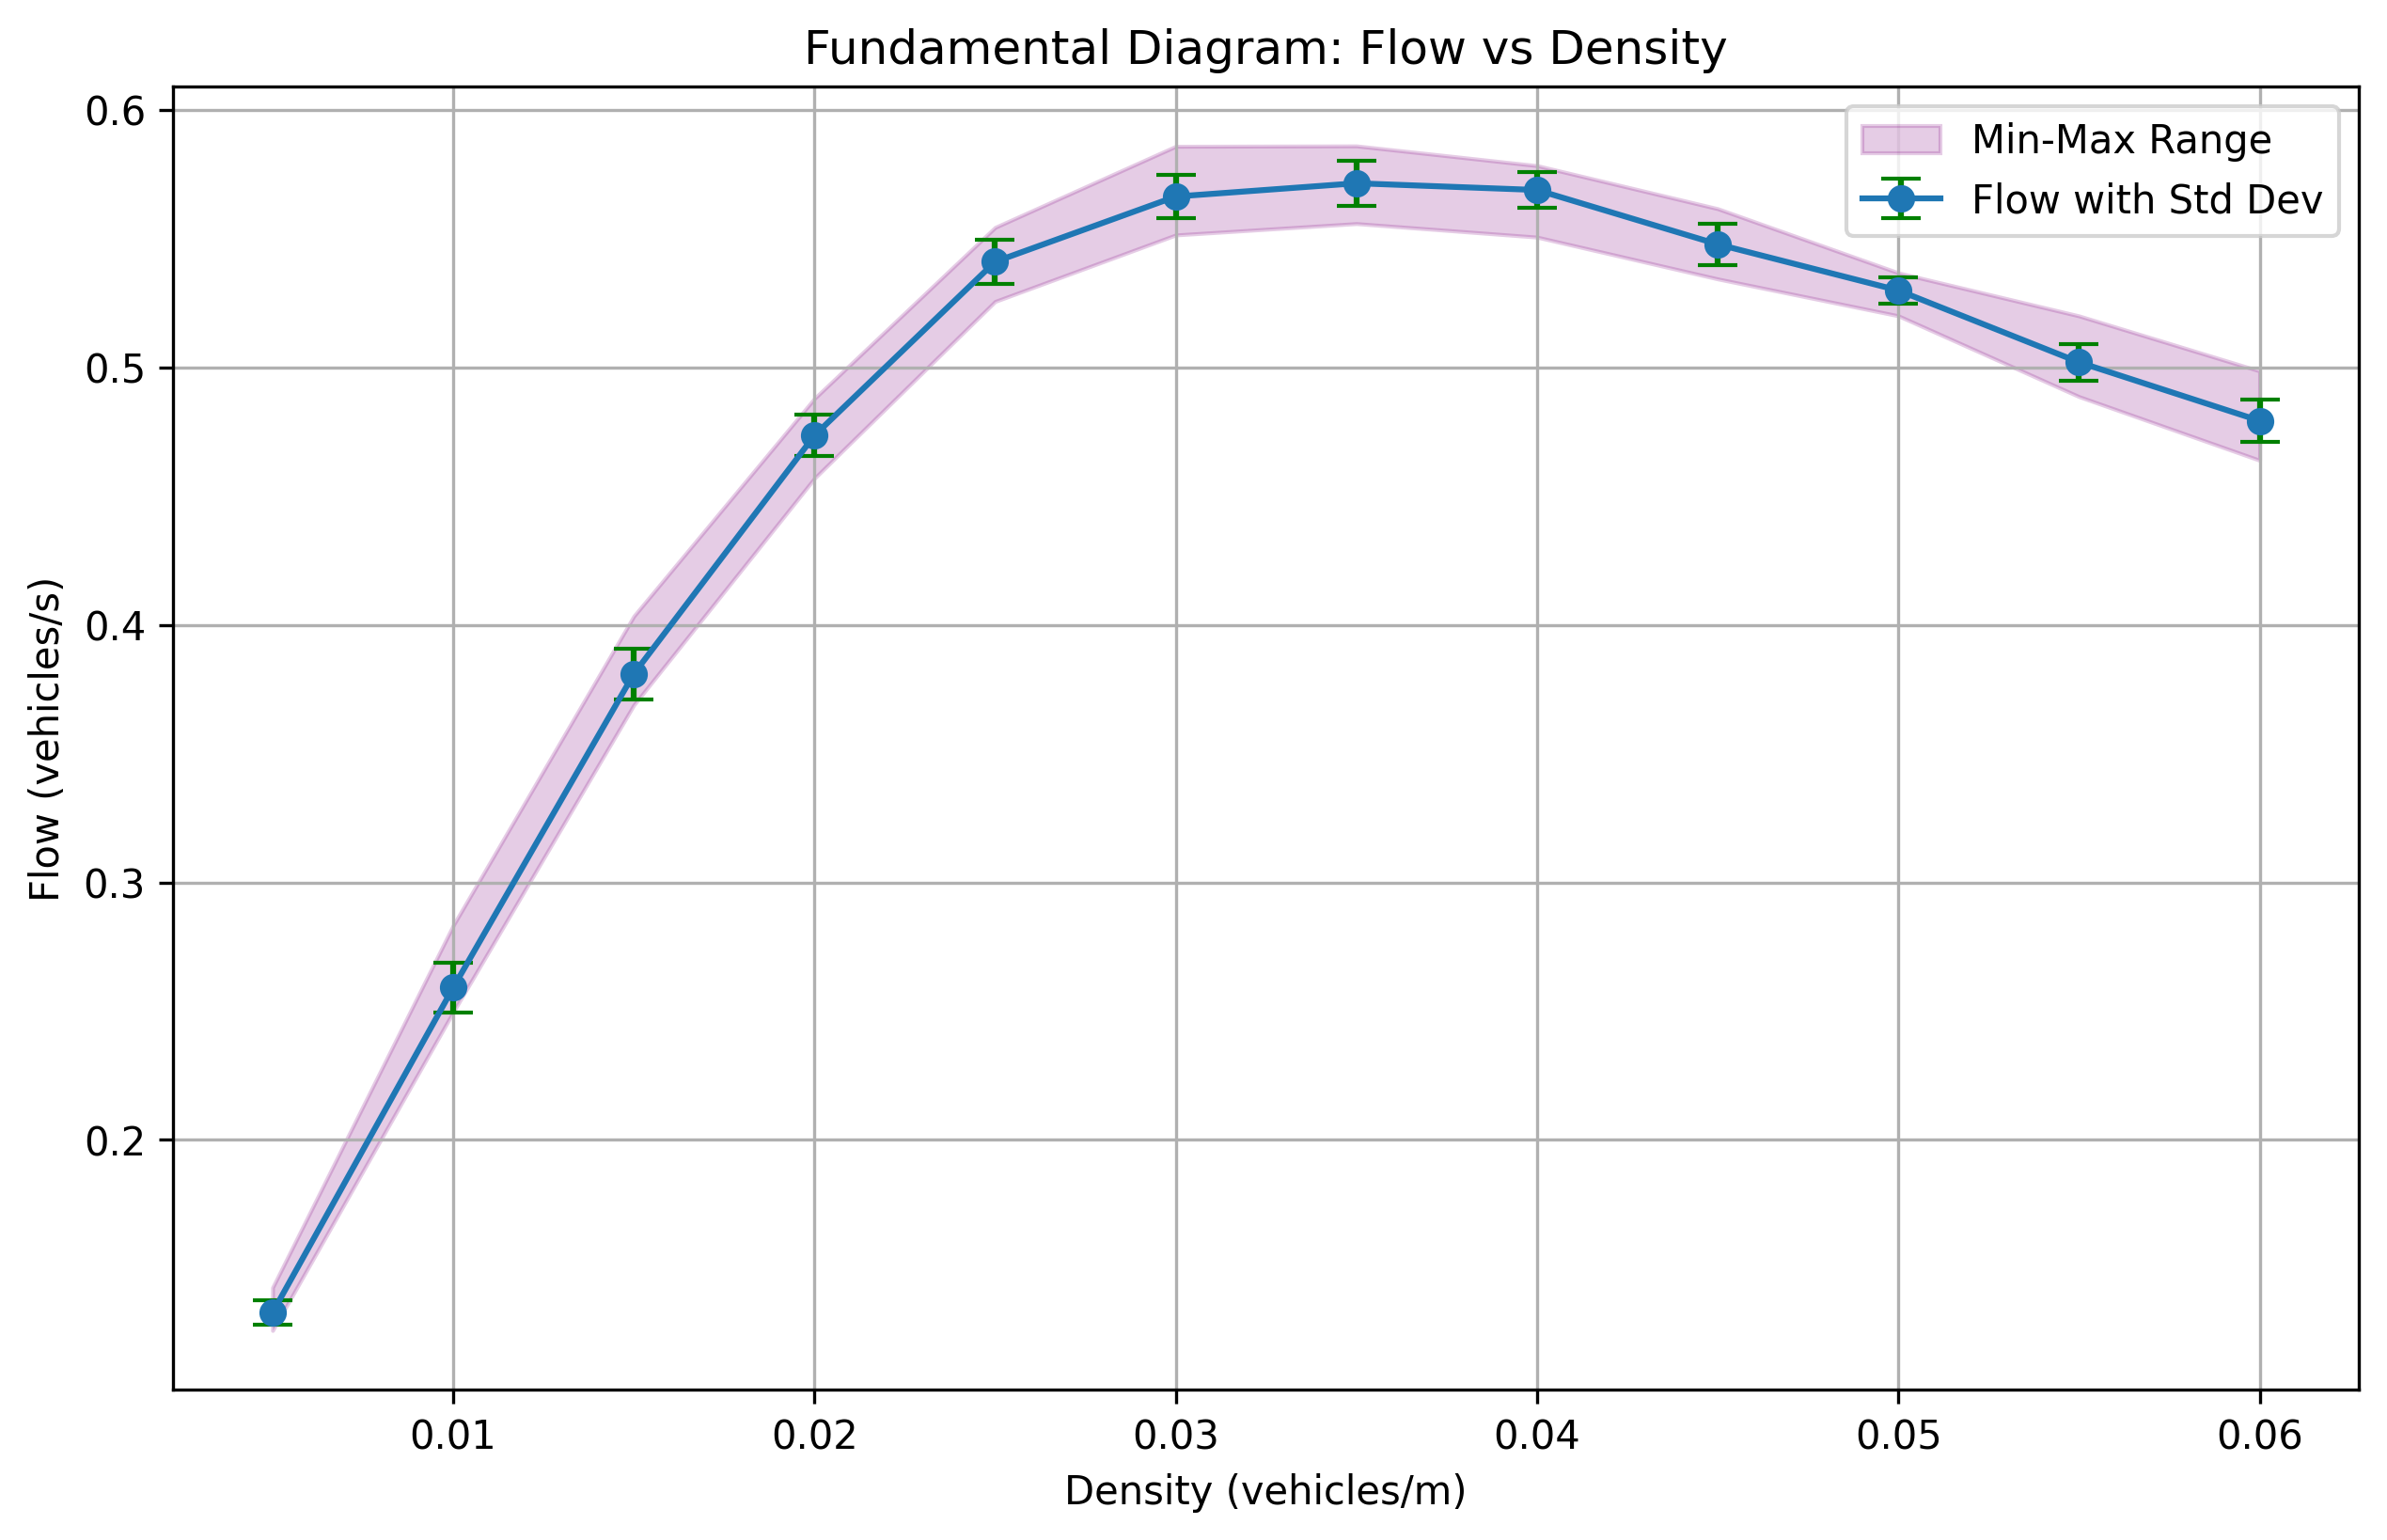 Fundamental Diagram: Flow vs Density
Min-Max Range
Flow with Std Dev
Flow (vehicles/s)
0.6
0.5
0.4
0.3
0.2
0.01 0.02 0.03 0.04 0.05 0.06
Density (vehicles/m)